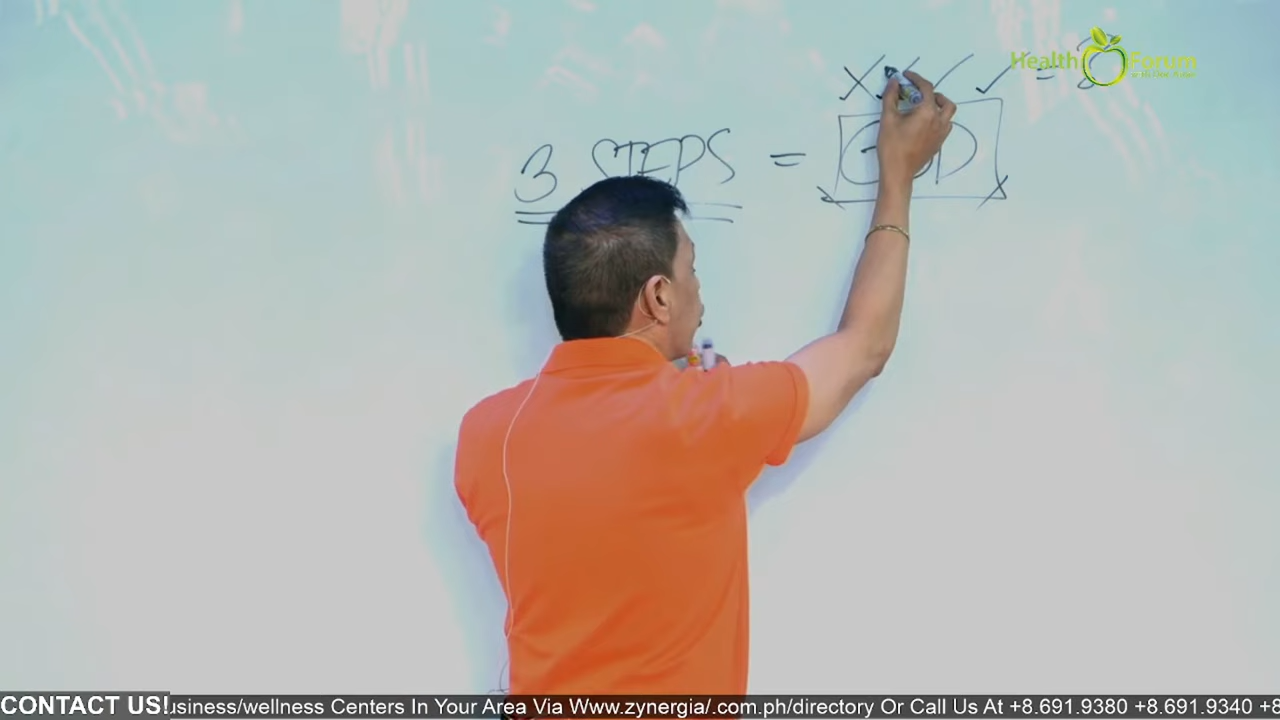 Health Forum
3 STEPS =
CONTACT US! usiness/wellness Centers In Your Area Via Www.zynergia/.com.ph/directory Or Call Us At +8.691.9380 +8.691.9340 +8